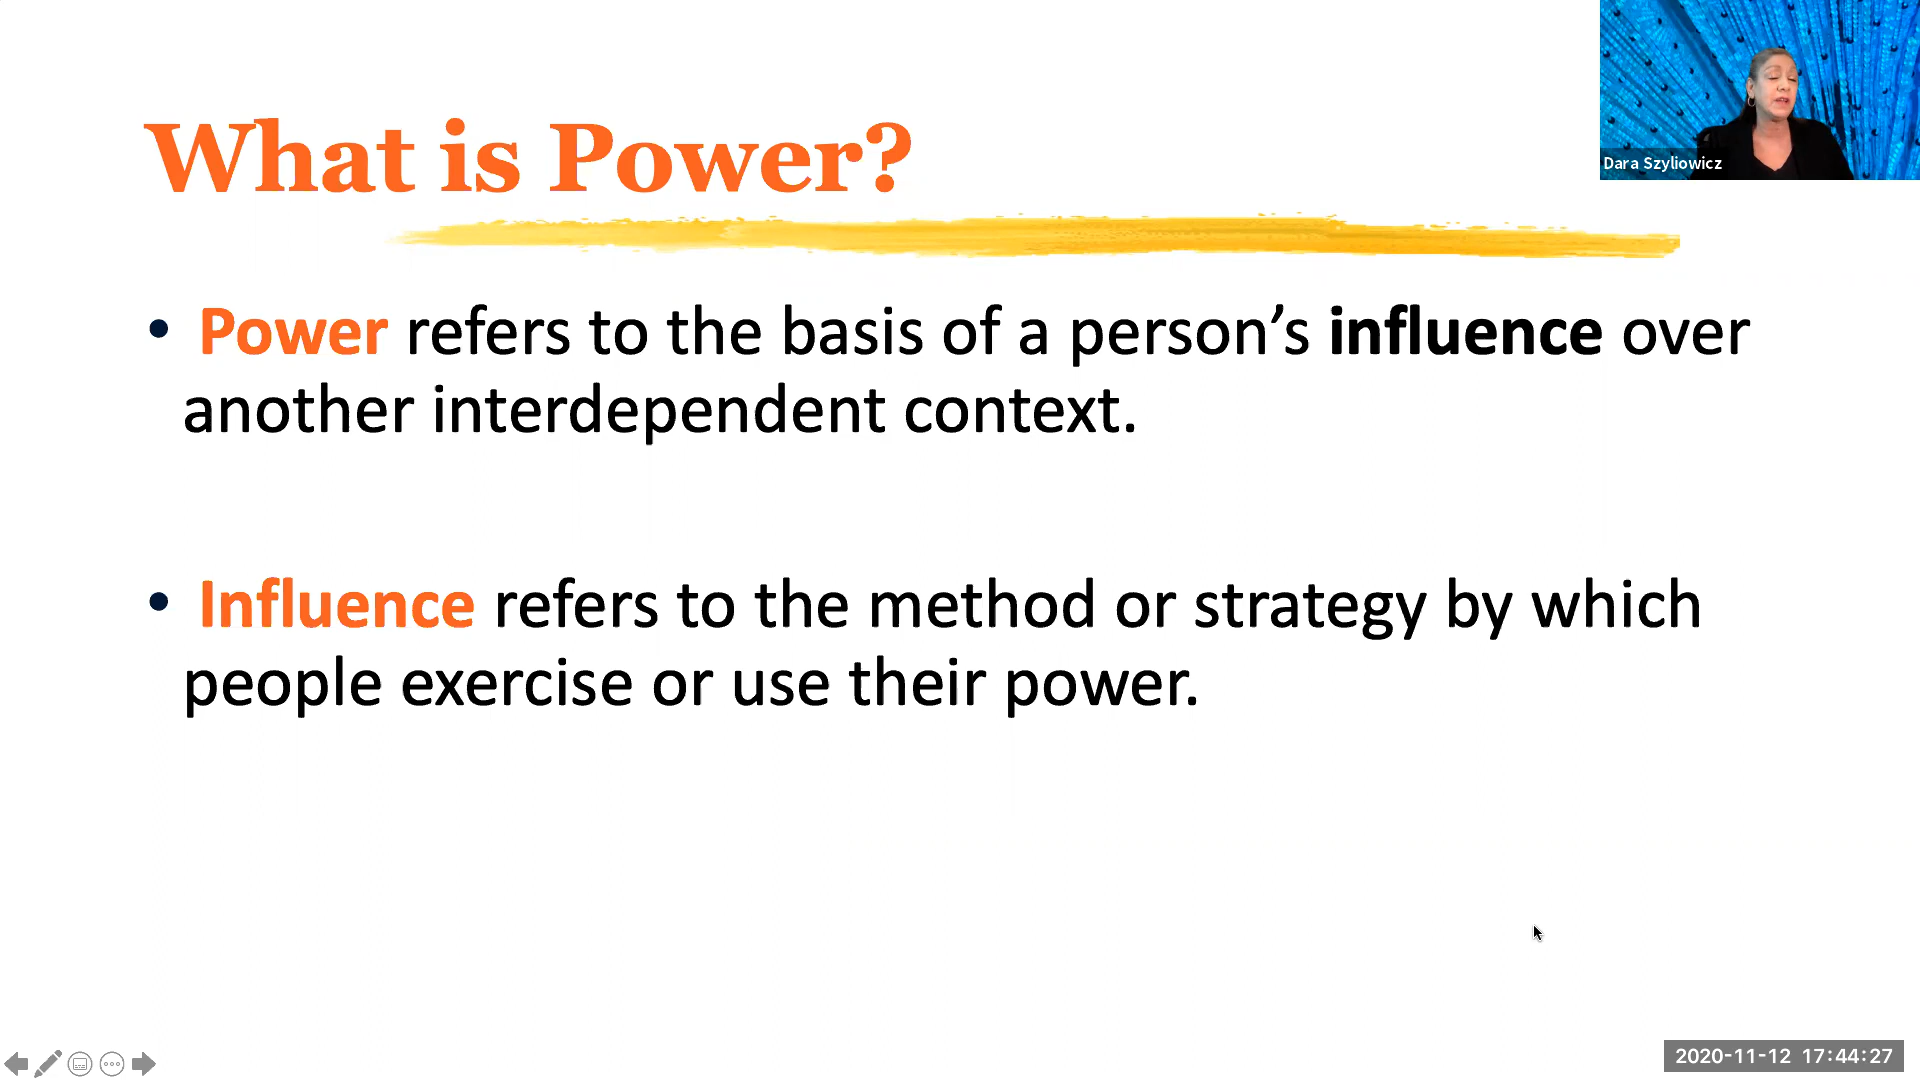 What is Power?
Dara Szyliowicz
• Power refers to the basis of a person’s influence over
another interdependent context.
• Influence refers to the method or strategy by which
people exercise or use their power.
2020-11-12 17:44:27